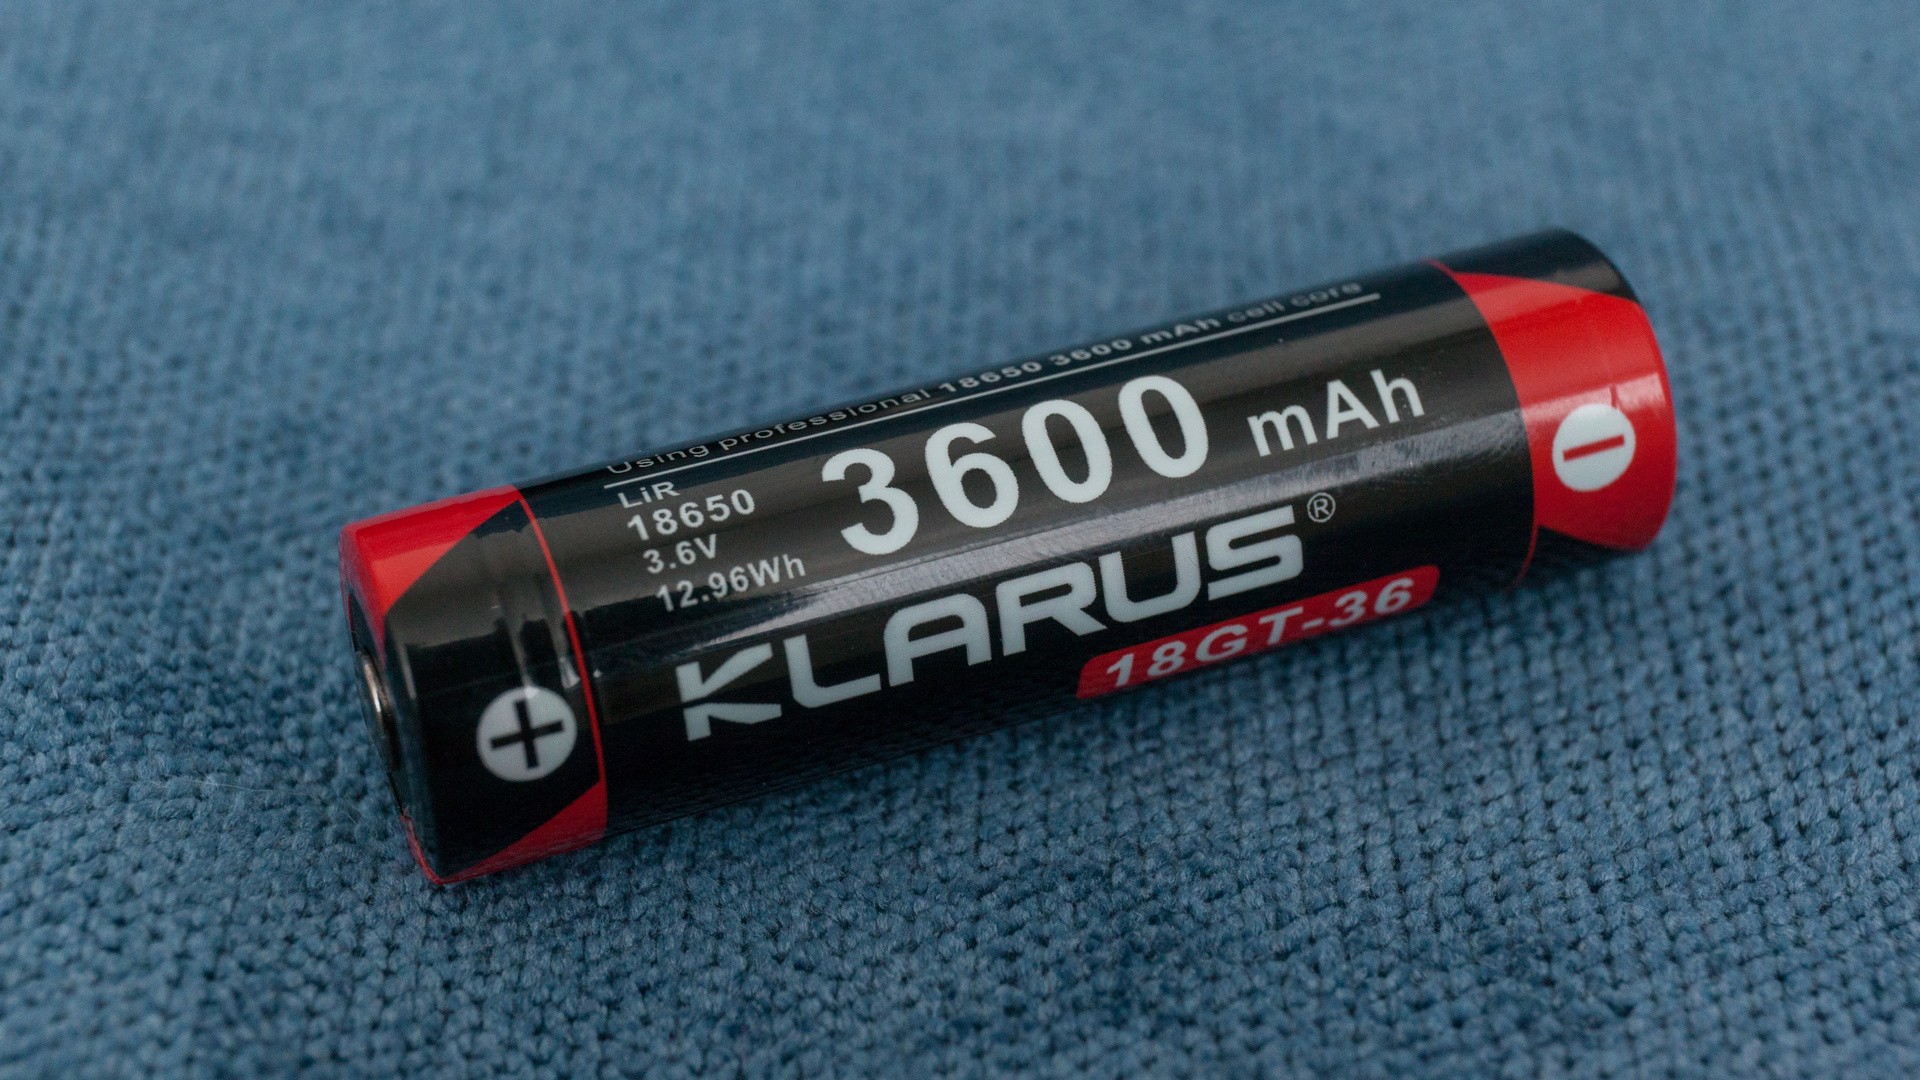 Using professional 18650 3600 mAh cell core
LiR
18650
3.6V
12.96Wh
3600 mAh
KLARUS®
18GT-36